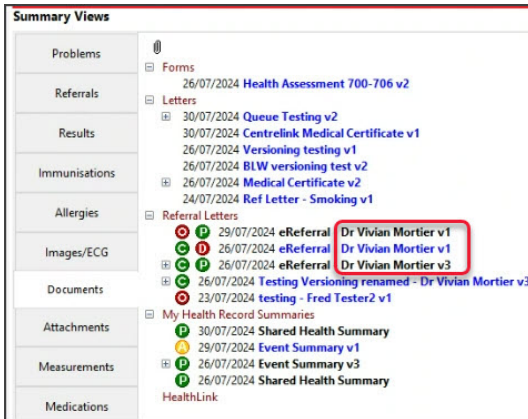 Summary Views
Problems
Referrals
Results
Immunisations
Allergies
Images/ECG
Documents
Attachments
Measurements
Medications
Forms
26/07/2024 Health Assessment 700-706 v2
Letters
30/07/2024 Queue Testing v2
30/07/2024 Centrelink Medical Certificate v1
26/07/2024 Versioning testing v1
26/07/2024 BLW versioning test v2
26/07/2024 Medical Certificate v2
24/07/2024 Ref Letter - Smoking v1
Referral Letters
O P 29/07/2024 eReferral Dr Vivian Mortier v1
C D 26/07/2024 eReferral Dr Vivian Mortier v1
C P 26/07/2024 eReferral Dr Vivian Mortier v3
C 26/07/2024 Testing Versioning renamed - Dr Vivian Mortier v3
O 23/07/2024 testing - Fred Tester2 v1
My Health Record Summaries
P 30/07/2024 Shared Health Summary
A 29/07/2024 Event Summary v1
P 26/07/2024 Event Summary v3
P 26/07/2024 Shared Health Summary
HealthLink